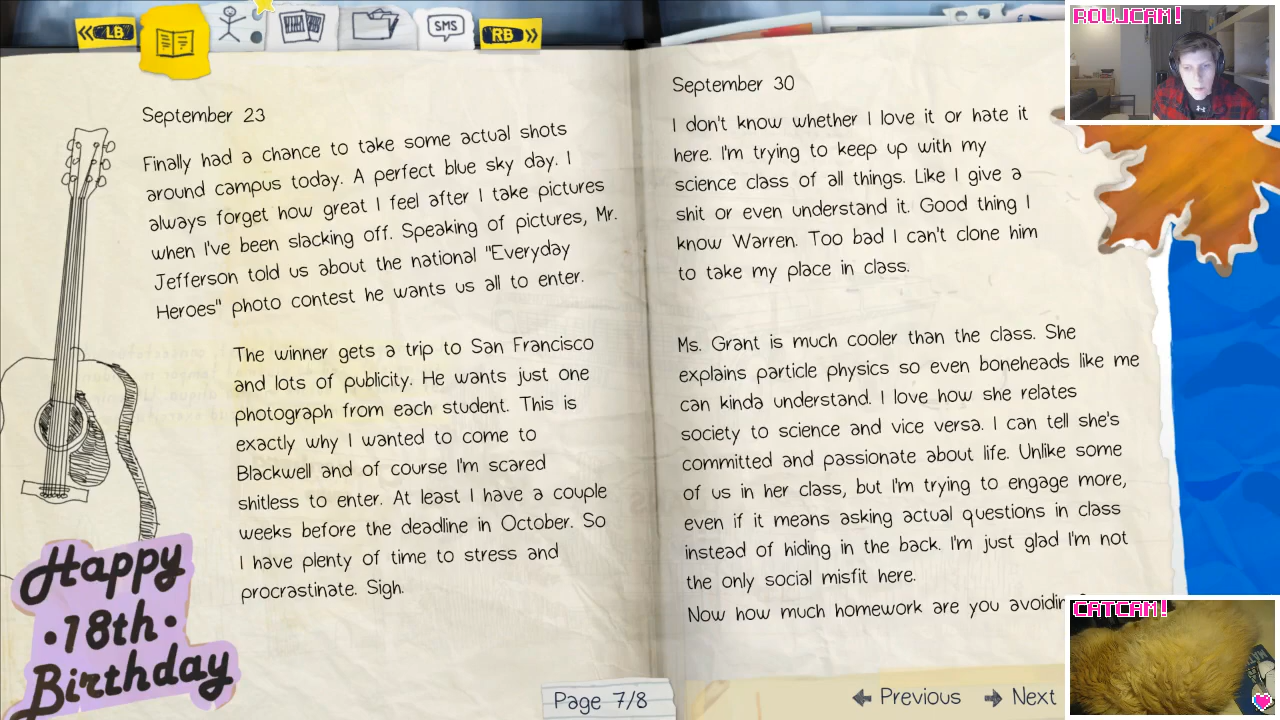 LB
SMS
RB
ROUJCAM!
September 23
Finally had a chance to take some actual shots
around campus today. A perfect blue sky day. I
always forget how great I feel after I take pictures
when I've been slacking off. Speaking of pictures, Mr.
Jefferson told us about the national "Everyday
Heroes" photo contest he wants us all to enter.
The winner gets a trip to San Francisco
and lots of publicity. He wants just one
photograph from each student. This is
exactly why I wanted to come to
Blackwell and of course I'm scared
shitless to enter. At least I have a couple
weeks before the deadline in October. So
I have plenty of time to stress and
procrastinate. Sigh.
Happy
•18th•
Birthday
September 30
I don't know whether I love it or hate it
here. I'm trying to keep up with my
science class of all things. Like I give a
shit or even understand it. Good thing I
know Warren. Too bad I can't clone him
to take my place in class.
Ms. Grant is much cooler than the class. She
explains particle physics so even boneheads like me
can kinda understand. I love how she relates
society to science and vice versa. I can tell she's
committed and passionate about life. Unlike some
of us in her class, but I'm trying to engage more,
even if it means asking actual questions in class
instead of hiding in the back. I'm just glad I'm not
the only social misfit here.
Now how much homework are you
CATCAM!
Page 7/8
Previous
Next